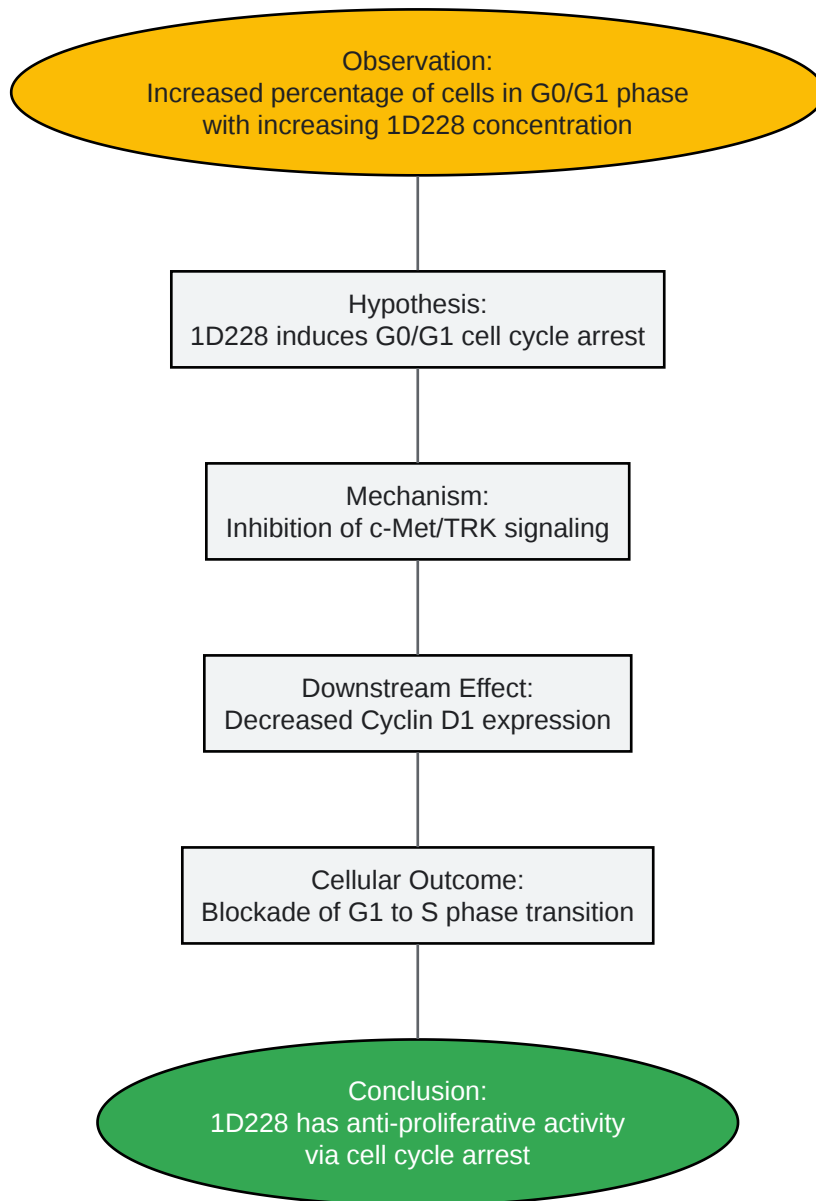 Observation:
Increased percentage of cells in G0/G1 phase
with increasing 1D228 concentration
Hypothesis:
1D228 induces G0/G1 cell cycle arrest
Mechanism:
Inhibition of c-Met/TRK signaling
Downstream Effect:
Decreased Cyclin D1 expression
Cellular Outcome:
Blockade of G1 to S phase transition
Conclusion:
1D228 has anti-proliferative activity
via cell cycle arrest